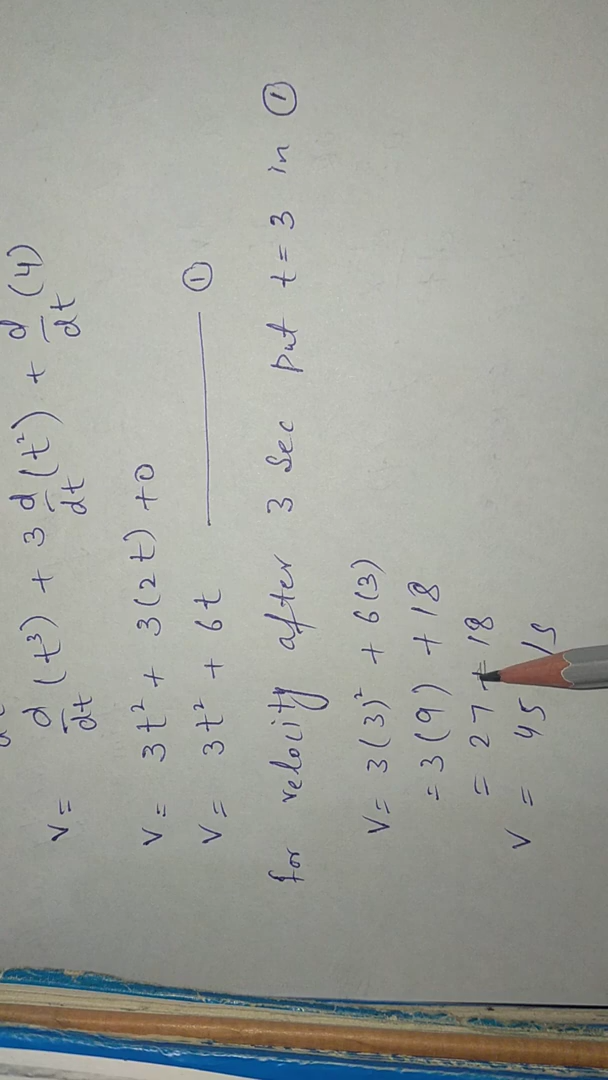 v = d/dt (t³) + 3 d/dt (t²) + d/dt (4)
v = 3t² + 3(2t) + 0
v = 3t² + 6t ——— ①
for velocity after 3 sec put t = 3 in ①
v = 3(3)² + 6(3)
= 3(9) + 18
= 27 + 18
v = 45